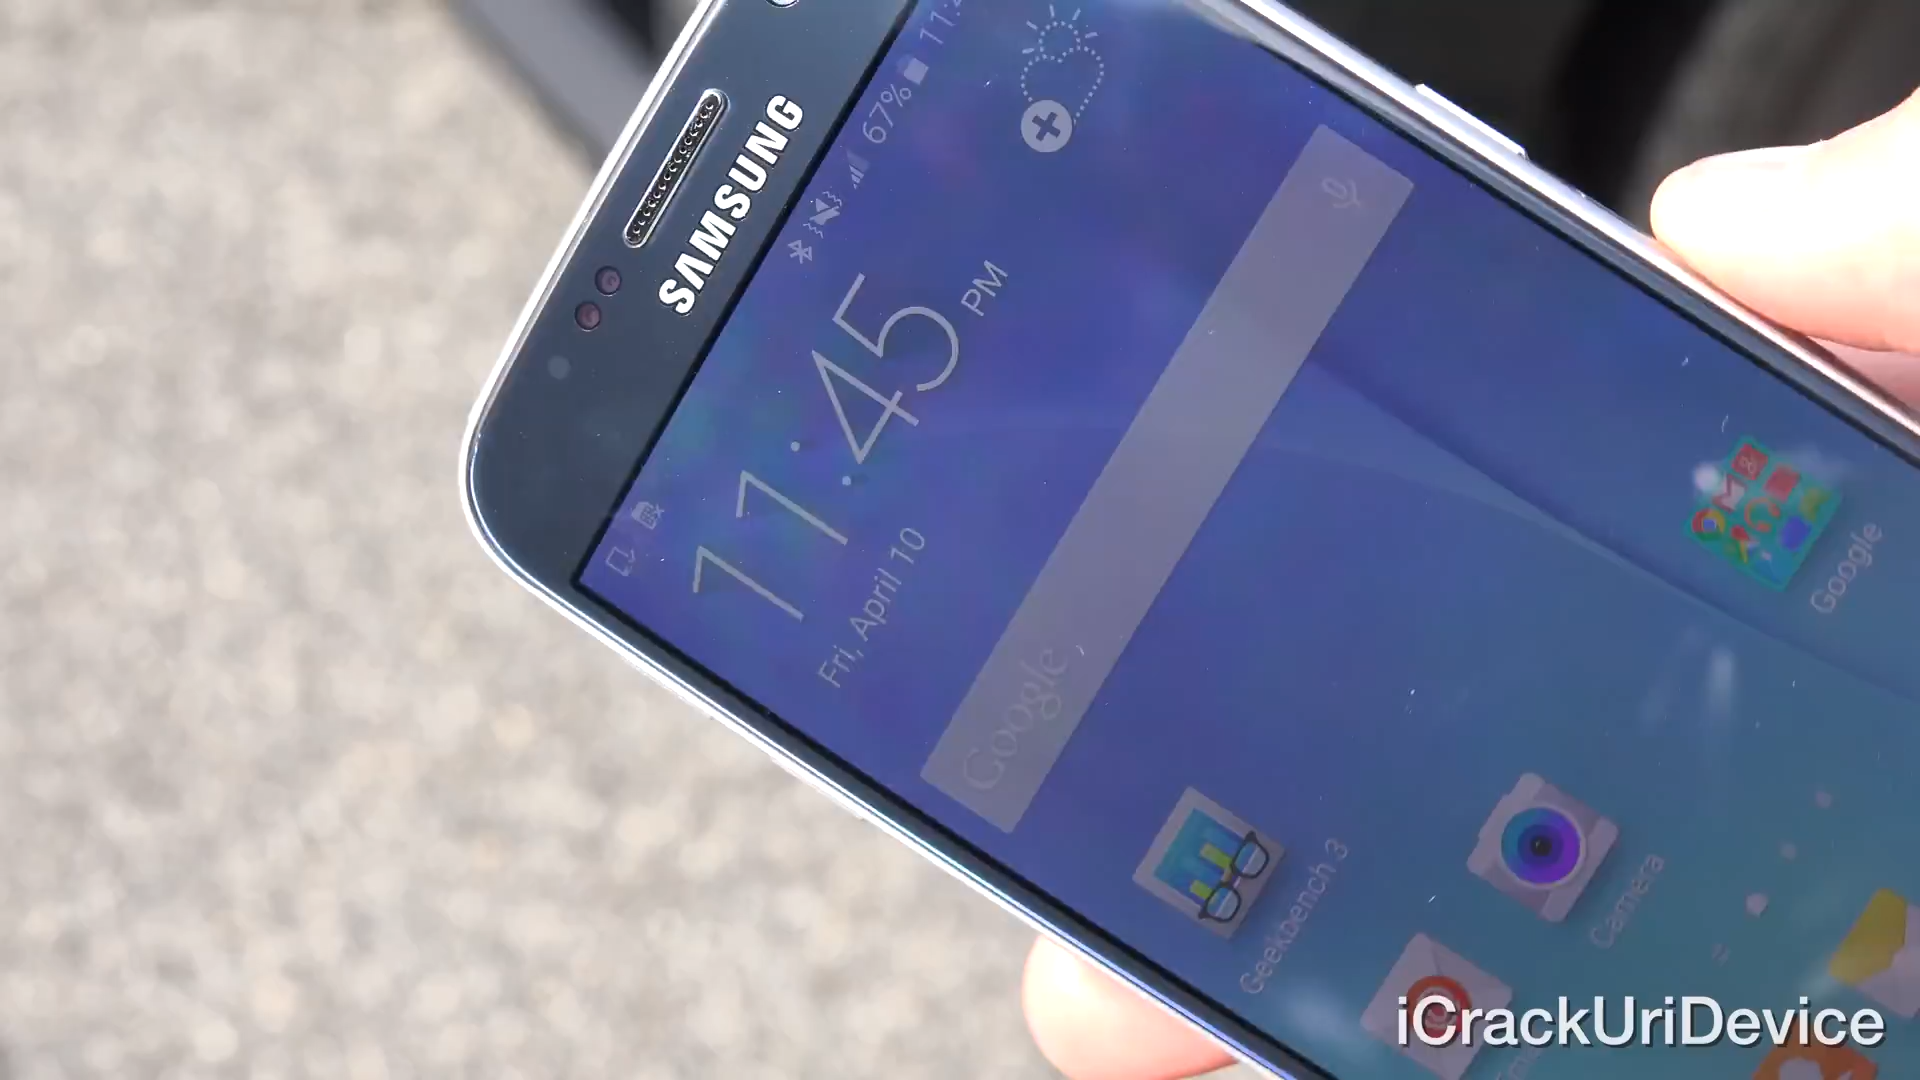 SAMSUNG
67%
11:45 PM
Fri, April 10
Google
Google
Geekbench 3
Camera
iCrackUriDevice